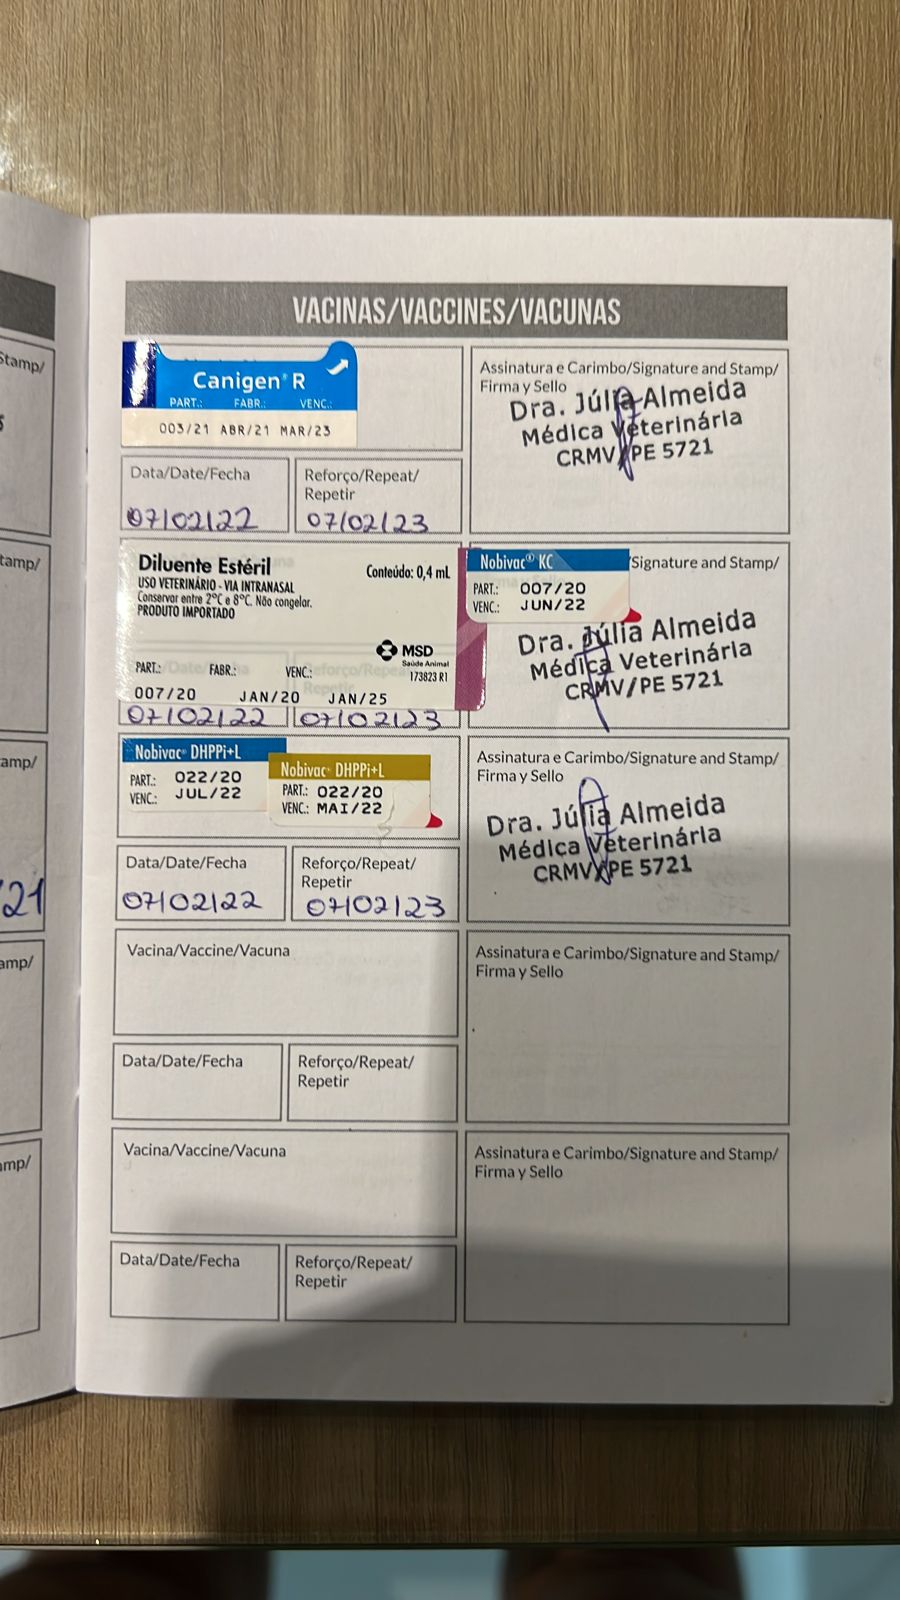 Stamp/
VACINAS/VACCINES/VACUNAS
Canigen® R
PART.: FABR.: VENC.:
003/21 ABR/21 MAR/23
Assinatura e Carimbo/Signature and Stamp/
Firma y Sello
Dra. Júlia Almeida
Médica Veterinária
CRMV/PE 5721
Data/Date/Fecha
07/02/22
Reforço/Repeat/
Repetir
07/02/23
tamp/
Diluente Estéril
USO VETERINÁRIO - VIA INTRANASAL
Conservar entre 2°C e 8°C. Não congelar.
PRODUTO IMPORTADO
Conteúdo: 0,4 mL
MSD
Saúde Animal
173823 R1
PART.: FABR.: VENC.:
007/20 JAN/20 JAN/25
07/02/22
07/02/23
Nobivac® KC
PART.: 007/20
VENC.: JUN/22
/Signature and Stamp/
Dra. Júlia Almeida
Médica Veterinária
CRMV/PE 5721
amp/
Nobivac® DHPPi+L
PART.: 022/20
VENC.: JUL/22
Nobivac® DHPPi+L
PART.: 022/20
VENC.: MAI/22
Assinatura e Carimbo/Signature and Stamp/
Firma y Sello
Dra. Júlia Almeida
Médica Veterinária
CRMV/PE 5721
21
Data/Date/Fecha
07/02/22
Reforço/Repeat/
Repetir
07/02/23
amp/
Vacina/Vaccine/Vacuna
Assinatura e Carimbo/Signature and Stamp/
Firma y Sello
Data/Date/Fecha
Reforço/Repeat/
Repetir
amp/
Vacina/Vaccine/Vacuna
Assinatura e Carimbo/Signature and Stamp/
Firma y Sello
Data/Date/Fecha
Reforço/Repeat/
Repetir